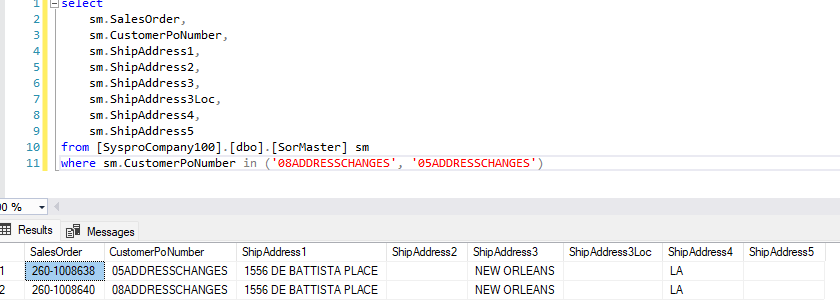 1 select
2 sm.SalesOrder,
3 sm.CustomerPoNumber,
4 sm.ShipAddress1,
5 sm.ShipAddress2,
6 sm.ShipAddress3,
7 sm.ShipAddress3Loc,
8 sm.ShipAddress4,
9 sm.ShipAddress5
10 from [SysproCompany100].[dbo].[SorMaster] sm
11 where sm.CustomerPoNumber in ('08ADDRESSCHANGES', '05ADDRESSCHANGES')
00 %
Results Messages
SalesOrder CustomerPoNumber ShipAddress1 ShipAddress2 ShipAddress3 ShipAddress3Loc ShipAddress4 ShipAddress5
1 260-1008638 05ADDRESSCHANGES 1556 DE BATTISTA PLACE NEW ORLEANS LA
2 260-1008640 08ADDRESSCHANGES 1556 DE BATTISTA PLACE NEW ORLEANS LA